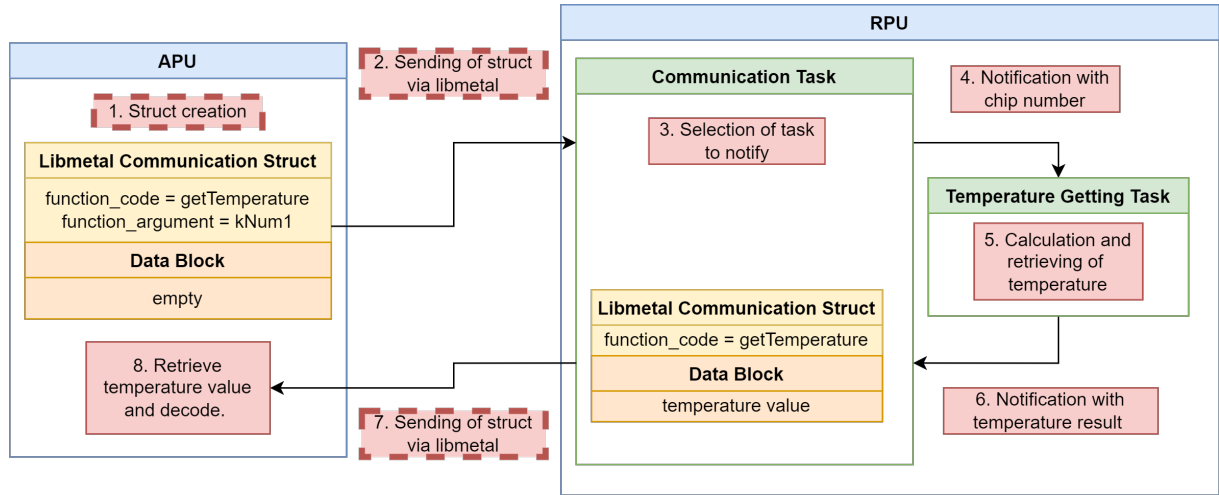 APU
1. Struct creation
Libmetal Communication Struct
function_code = getTemperature
function_argument = kNum1
Data Block
empty
8. Retrieve
temperature value
and decode.
2. Sending of struct
via libmetal
7. Sending of struct
via libmetal
RPU
Communication Task
3. Selection of task
to notify
Libmetal Communication Struct
function_code = getTemperature
Data Block
temperature value
4. Notification with
chip number
Temperature Getting Task
5. Calculation and
retrieving of
temperature
6. Notification with
temperature result